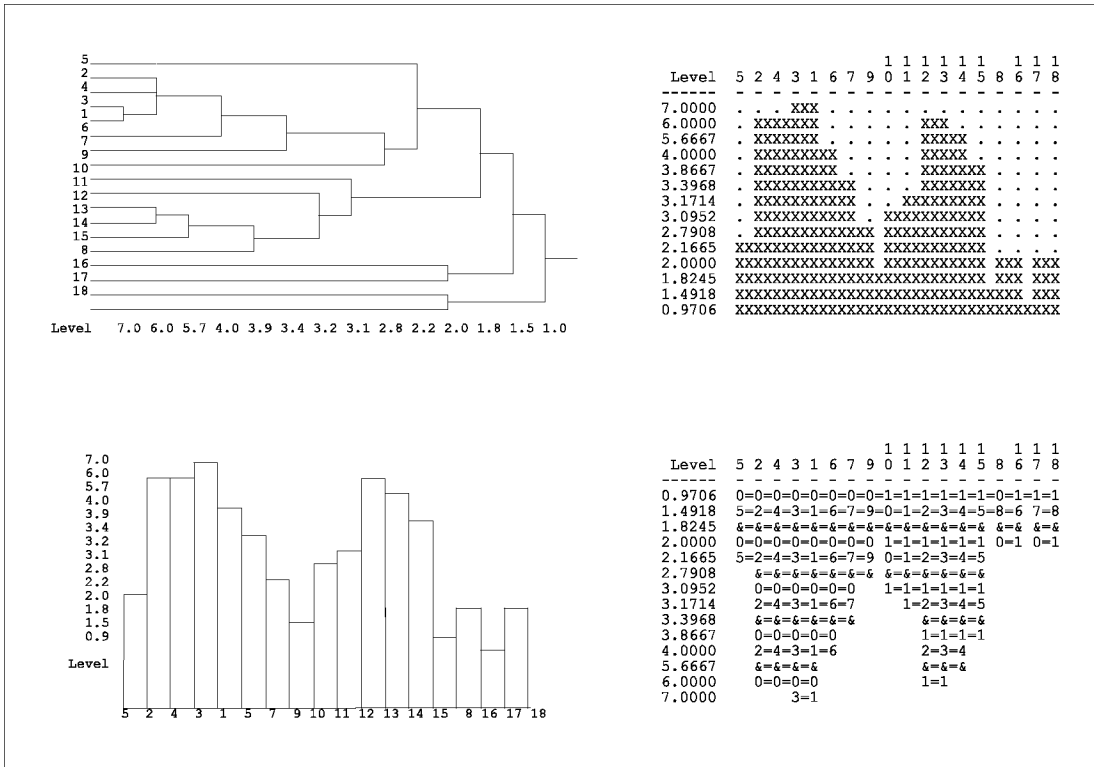 5
2
4
3
1
6
7
9
10
11
12
13
14
15
8
16
17
18
Level 7.0 6.0 5.7 4.0 3.9 3.4 3.2 3.1 2.8 2.2 2.0 1.8 1.5 1.0
1 1 1 1 1 1 1 1 1
Level 5 2 4 3 1 6 7 9 0 1 2 3 4 5 8 6 7 8
------ - - - - - - - - - - - - - - - - - -
7.0000 . . . XXX . . . . . . . . . . . . .
6.0000 . XXXXXXX . . . . . . XXX . . . . . .
5.6667 . XXXXXXX . . . . . . XXXXX . . . . .
4.0000 . XXXXXXXXX . . . . . XXXXX . . . . .
3.8667 . XXXXXXXXX . . . . . XXXXXXX . . . .
3.3968 . XXXXXXXXXXX . . . . XXXXXXX . . . .
3.1714 . XXXXXXXXXXX . . XXXXXXXXX . . . .
3.0952 . XXXXXXXXXXX . XXXXXXXXXXX . . . .
2.7908 . XXXXXXXXXXXXX XXXXXXXXXXX . . . .
2.1665 XXXXXXXXXXXXXXX XXXXXXXXXXX . . . .
2.0000 XXXXXXXXXXXXXXX XXXXXXXXXXX XXX XXX
1.8245 XXXXXXXXXXXXXXXXXXXXXXXXXXX XXX XXX
1.4918 XXXXXXXXXXXXXXXXXXXXXXXXXXXXXXX XXX
0.9706 XXXXXXXXXXXXXXXXXXXXXXXXXXXXXXXXXXX
7.0
6.0
5.7
4.0
3.9
3.4
3.2
3.1
2.8
2.2
2.0
1.8
1.5
0.9
Level
5 2 4 3 1 5 7 9 10 11 12 13 14 15 8 16 17 18
1 1 1 1 1 1 1 1 1
Level 5 2 4 3 1 6 7 9 0 1 2 3 4 5 8 6 7 8
------ - - - - - - - - - - - - - - - - - -
0.9706 0=0=0=0=0=0=0=0=1=1=1=1=1=1=0=1=1=1
1.4918 5=2=4=3=1=6=7=9=0=1=2=3=4=5=8=6 7=8
1.8245 &=&=&=&=&=&=&=&=&=&=&=&=&=& &=& &=&
2.0000 0=0=0=0=0=0=0=0 1=1=1=1=1=1 0=1 0=1
2.1665 5=2=4=3=1=6=7=9 0=1=2=3=4=5
2.7908 &=&=&=&=&=&=& &=&=&=&=&=&
3.0952 0=0=0=0=0=0 1=1=1=1=1=1
3.1714 2=4=3=1=6=7 1=2=3=4=5
3.3968 &=&=&=&=&=& &=&=&=&
3.8667 0=0=0=0=0 1=1=1=1
4.0000 2=4=3=1=6 2=3=4
5.6667 &=&=&=& &=&=&
6.0000 0=0=0=0 1=1
7.0000 3=1